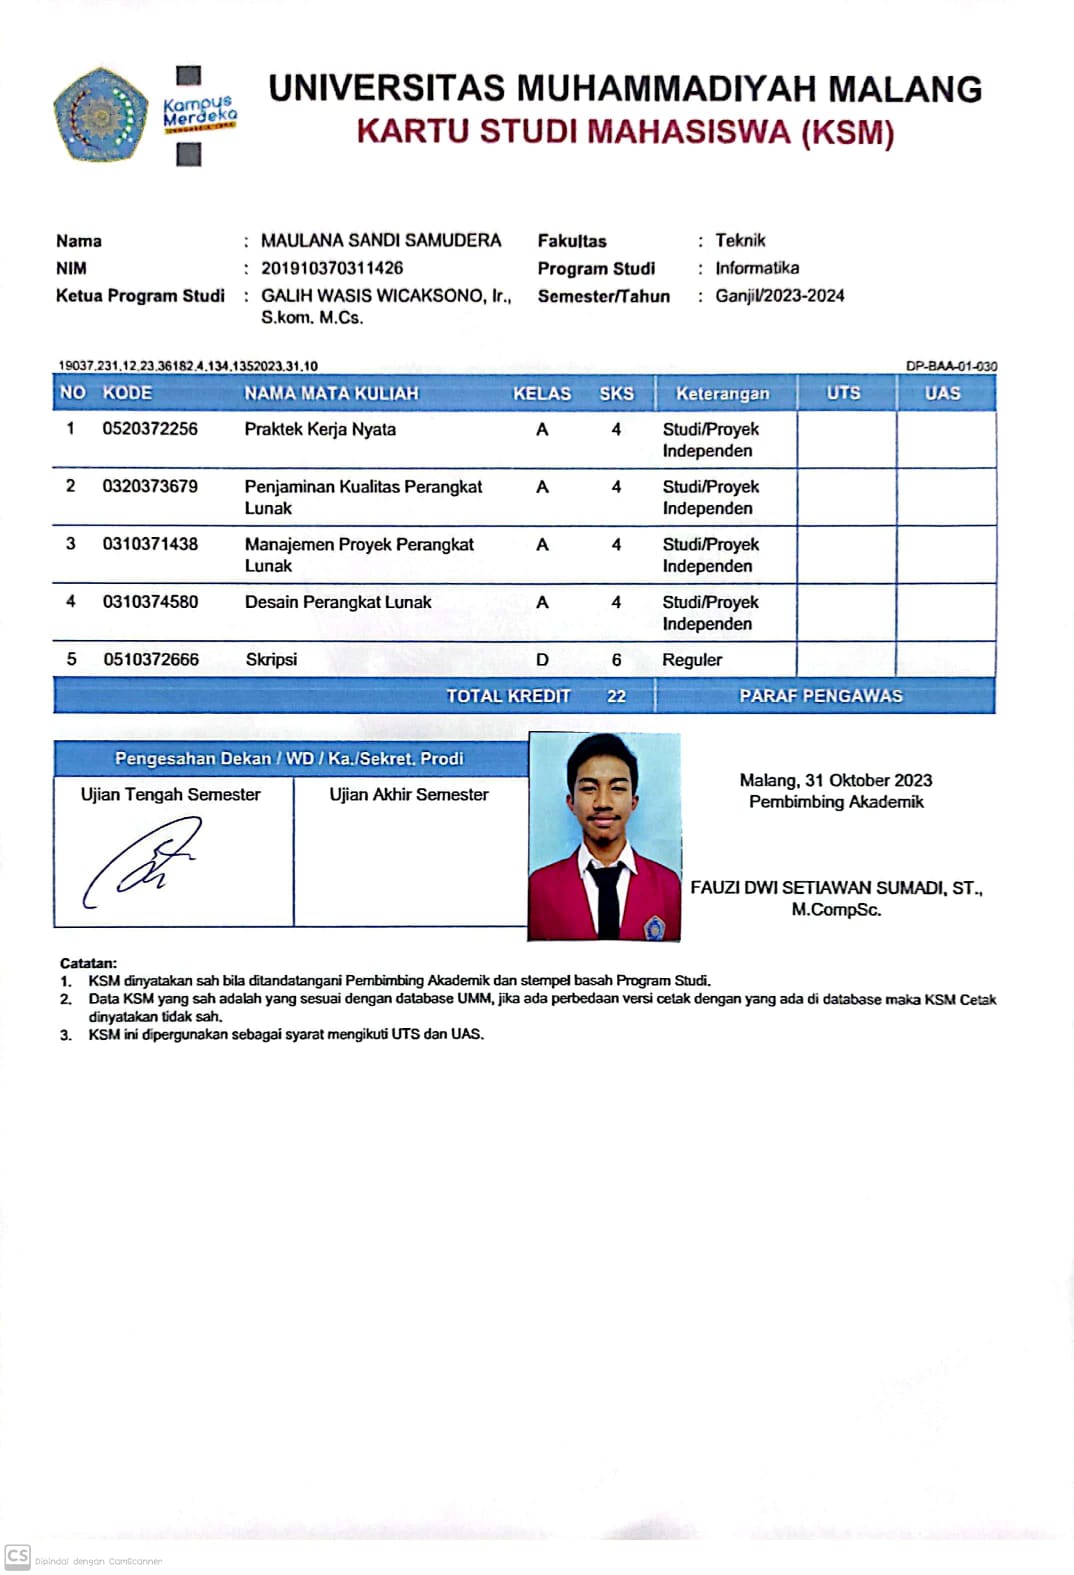 Kampus
Merdeka
INDONESIA JAYA
UNIVERSITAS MUHAMMADIYAH MALANG
KARTU STUDI MAHASISWA (KSM)
Nama : MAULANA SANDI SAMUDERA Fakultas : Teknik
NIM : 201910370311426 Program Studi : Informatika
Ketua Program Studi : GALIH WASIS WICAKSONO, Ir., Semester/Tahun : Ganjil/2023-2024
S.kom. M.Cs.
19037.231.12.23.36182.4.134.1352023.31.10 DP-BAA-01-030
NO KODE NAMA MATA KULIAH KELAS SKS Keterangan UTS UAS
1 0520372256 Praktek Kerja Nyata A 4 Studi/Proyek
Independen
2 0320373679 Penjaminan Kualitas Perangkat A 4 Studi/Proyek
Lunak Independen
3 0310371438 Manajemen Proyek Perangkat A 4 Studi/Proyek
Lunak Independen
4 0310374580 Desain Perangkat Lunak A 4 Studi/Proyek
Independen
5 0510372666 Skripsi D 6 Reguler
TOTAL KREDIT 22 PARAF PENGAWAS
Pengesahan Dekan / WD / Ka./Sekret. Prodi
Ujian Tengah Semester Ujian Akhir Semester
Malang, 31 Oktober 2023
Pembimbing Akademik
FAUZI DWI SETIAWAN SUMADI, ST.,
M.CompSc.
Catatan:
1. KSM dinyatakan sah bila ditandatangani Pembimbing Akademik dan stempel basah Program Studi.
2. Data KSM yang sah adalah yang sesuai dengan database UMM, jika ada perbedaan versi cetak dengan yang ada di database maka KSM Cetak
dinyatakan tidak sah.
3. KSM ini dipergunakan sebagai syarat mengikuti UTS dan UAS.
CS Dipindai dengan CamScanner